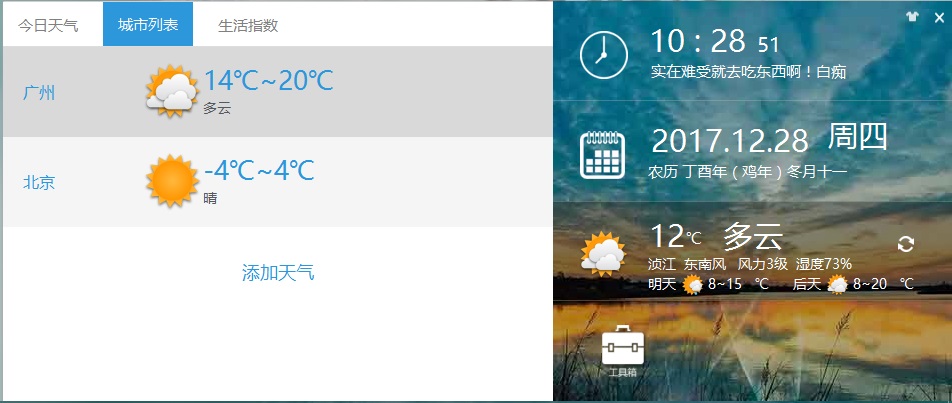 今日天气 城市列表 生活指数
广州
14℃~20℃
多云
北京
-4℃~4℃
晴
添加天气
10 : 28 51
实在难受就去吃东西啊！白痴
2017.12.28 周四
农历 丁酉年 ( 鸡年 ) 冬月十一
12℃ 多云
浈江 东南风 风力3级 湿度73%
明天 8~15 ℃ 后天 8~20 ℃
工具箱